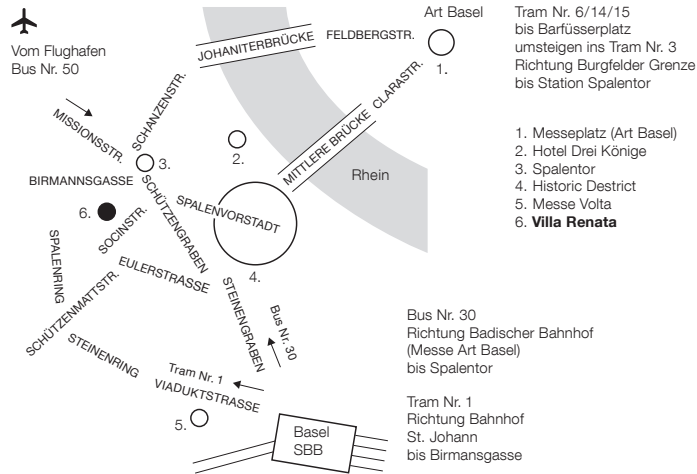 Vom Flughafen
Bus Nr. 50
MISSIONSSTR.
SCHANZENSTR.
JOHANITERBRÜCKE
FELDBERGSTR.
Art Basel
1.
CLARASTR.
MITTLERE BRÜCKE
Rhein
2.
3.
BIRMANNSGASSE
6.
SPALENVORSTADT
SCHÜTZENGRABEN
SOCINSTR.
SPALENRING
EULERSTRASSE
4.
STEINENGRABEN
Bus Nr. 30
SCHÜTZENMATTSTR.
STEINENRING
Tram Nr. 1
VIADUKTSTRASSE
5.
Basel
SBB
Tram Nr. 6/14/15
bis Barfüsserplatz
umsteigen ins Tram Nr. 3
Richtung Burgfelder Grenze
bis Station Spalentor
1. Messeplatz (Art Basel)
2. Hotel Drei Könige
3. Spalentor
4. Historic Destrict
5. Messe Volta
6. Villa Renata
Bus Nr. 30
Richtung Badischer Bahnhof
(Messe Art Basel)
bis Spalentor
Tram Nr. 1
Richtung Bahnhof
St. Johann
bis Birmansgasse